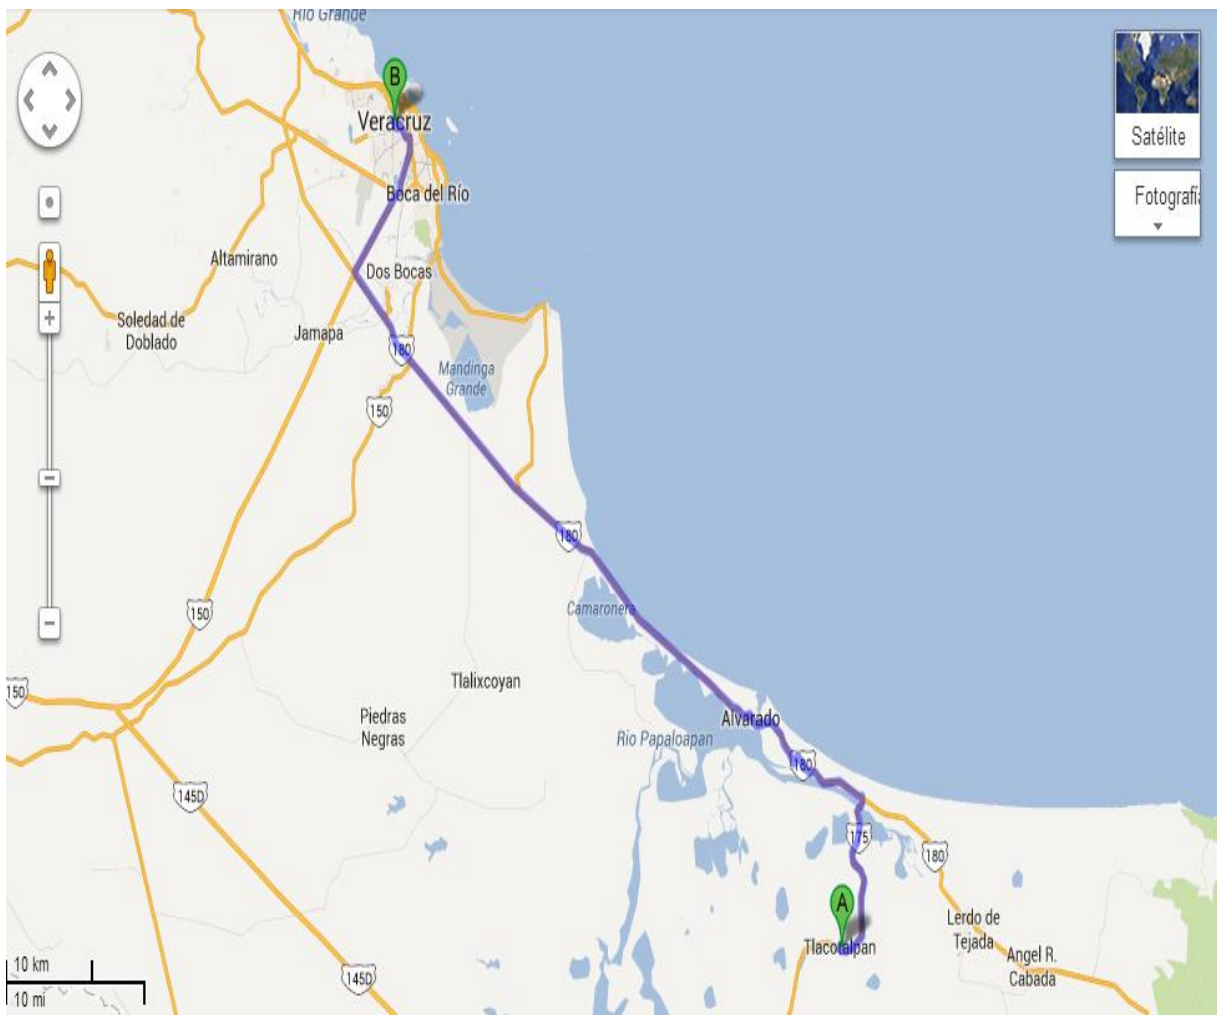 Río Grande
B
Veracruz
Satélite
Boca del Río
Fotografí
Altamirano
Dos Bocas
Soledad de
Doblado
Jamapa
180
Mandinga
Grande
150
180
Camaronera
150
Tlalixcoyan
150
Piedras
Negras
Alvarado
Rio Papaloapan
180
145D
175
180
A
Lerdo de
Tejada
Tlacotalpan
Angel R.
Cabada
10 km
145D
10 mi